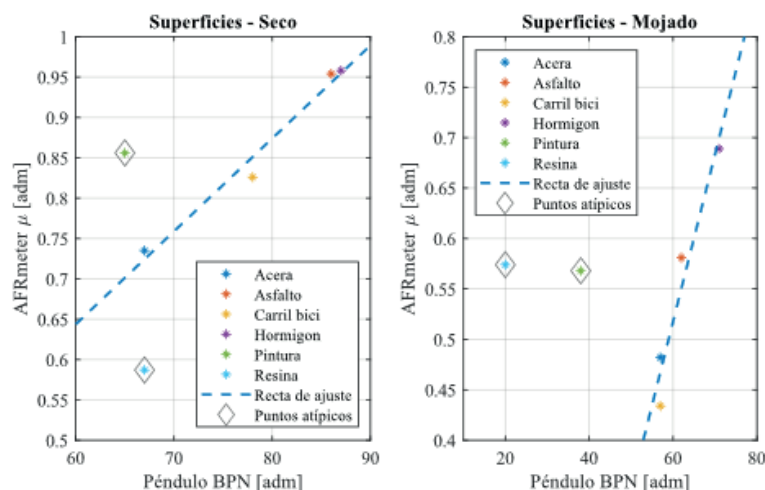 Superficies - Seco
1
0.95
0.9
0.85
0.8
0.75
0.7
0.65
0.6
0.55
0.5
AFRmeter μ [adm]
Acera
Asfalto
Carril bici
Hormigon
Pintura
Resina
Recta de ajuste
Puntos atípicos
60 70 80 90
Péndulo BPN [adm]
Superficies - Mojado
0.8
0.75
0.7
0.65
0.6
0.55
0.5
0.45
0.4
AFRmeter μ [adm]
Acera
Asfalto
Carril bici
Hormigon
Pintura
Resina
Recta de ajuste
Puntos atípicos
20 40 60 80
Péndulo BPN [adm]